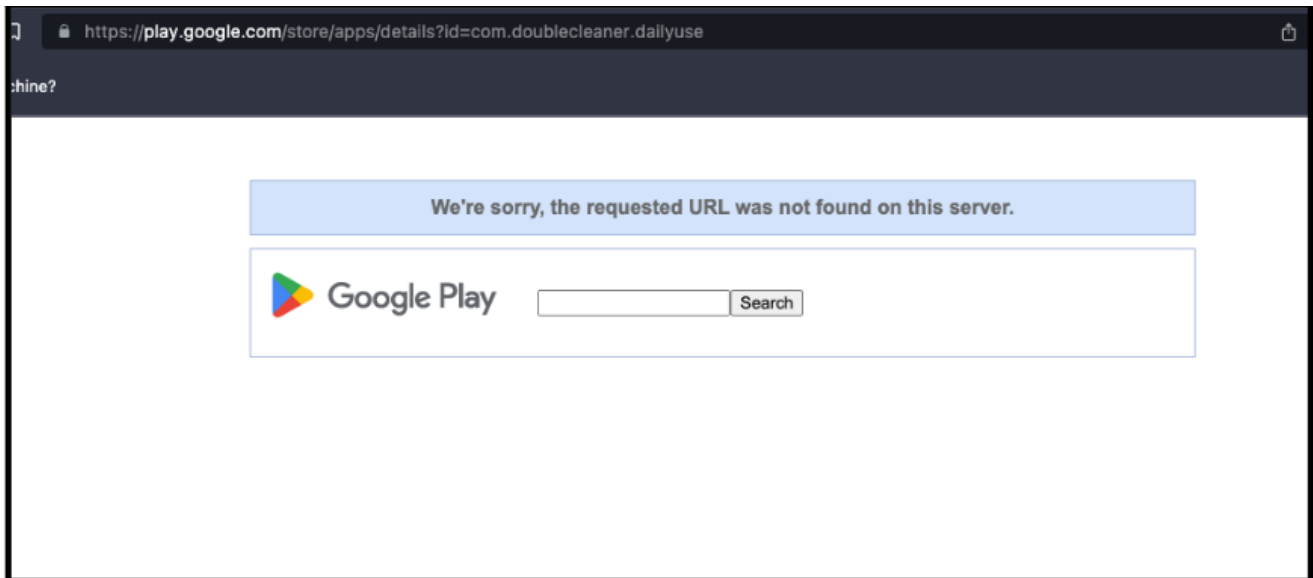 https://play.google.com/store/apps/details?id=com.doublecleaner.dailyuse
hine?
We're sorry, the requested URL was not found on this server.
Google Play
Search